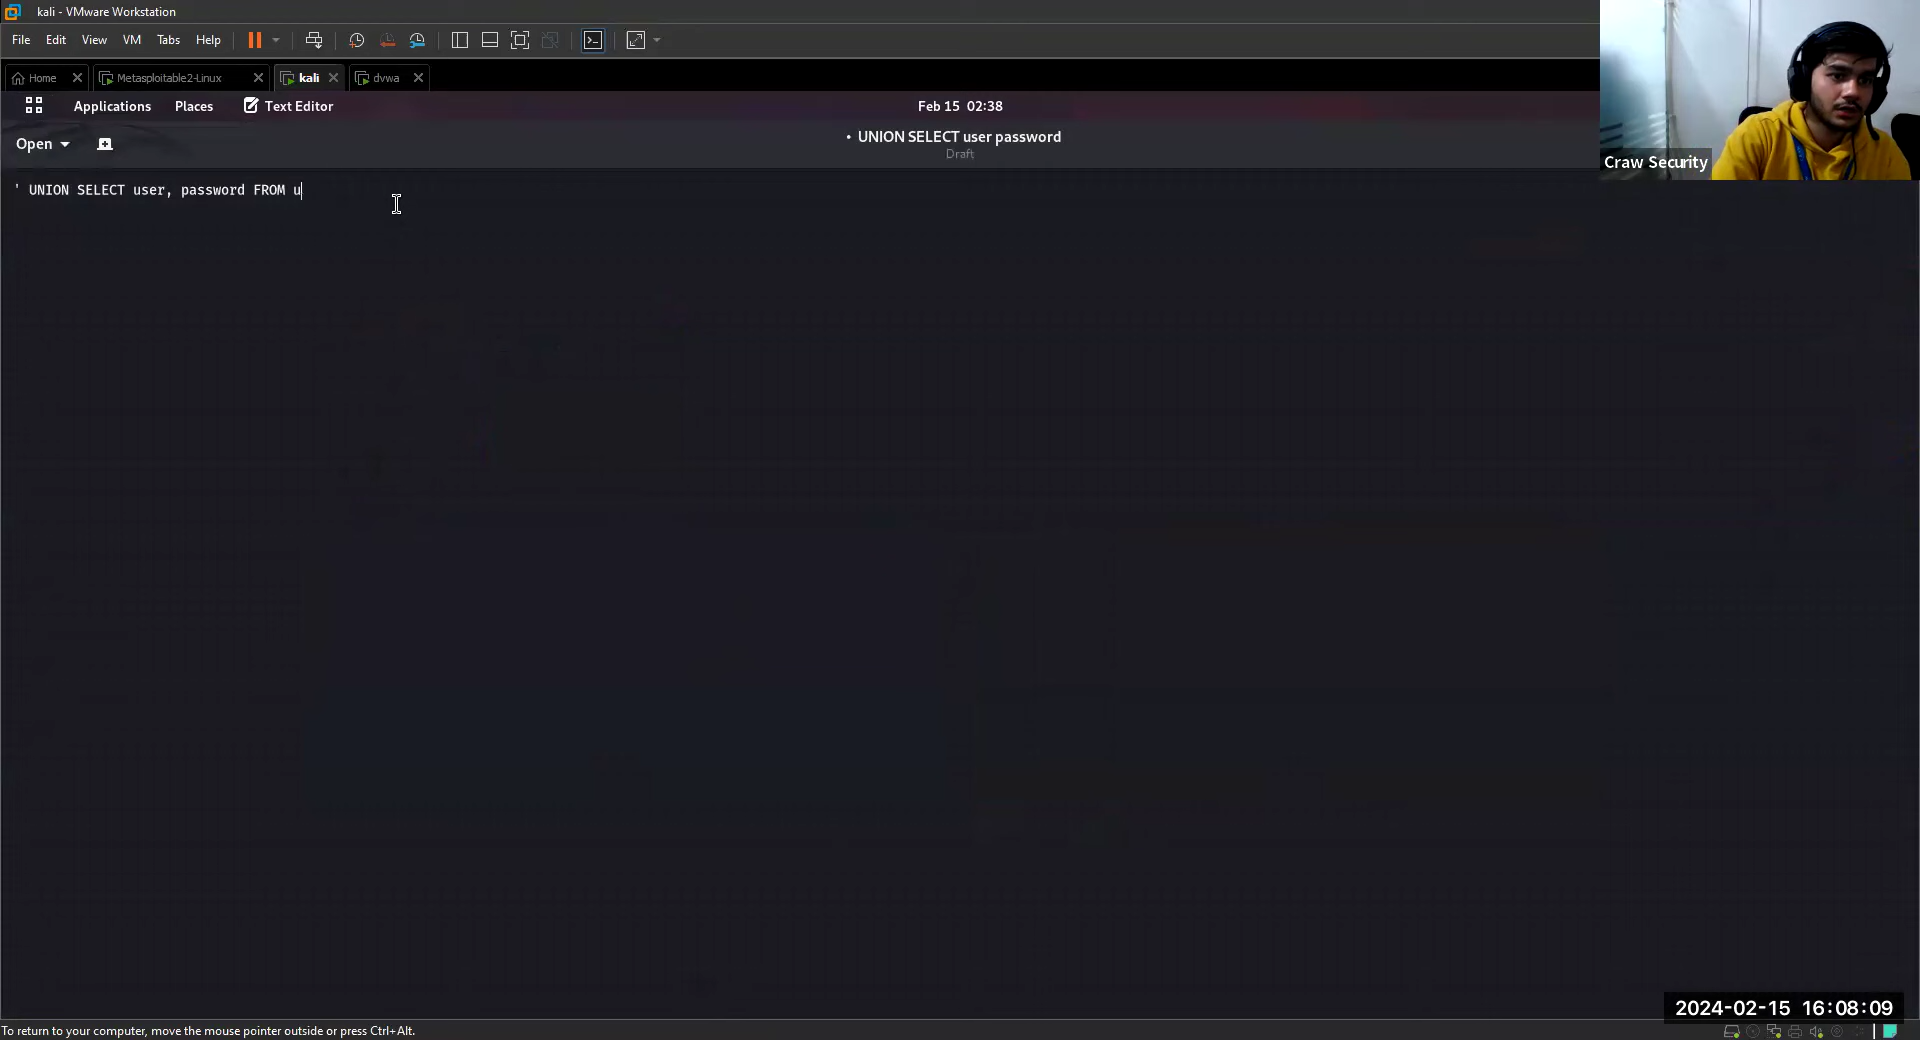 kali - VMware Workstation
File Edit View VM Tabs Help
Home Metasploitable2-Linux kali dvwa
Applications Places Text Editor Feb 15 02:38
Open • UNION SELECT user password
Draft
Craw Security
' UNION SELECT user, password FROM u
2024-02-15 16:08:09
To return to your computer, move the mouse pointer outside or press Ctrl+Alt.